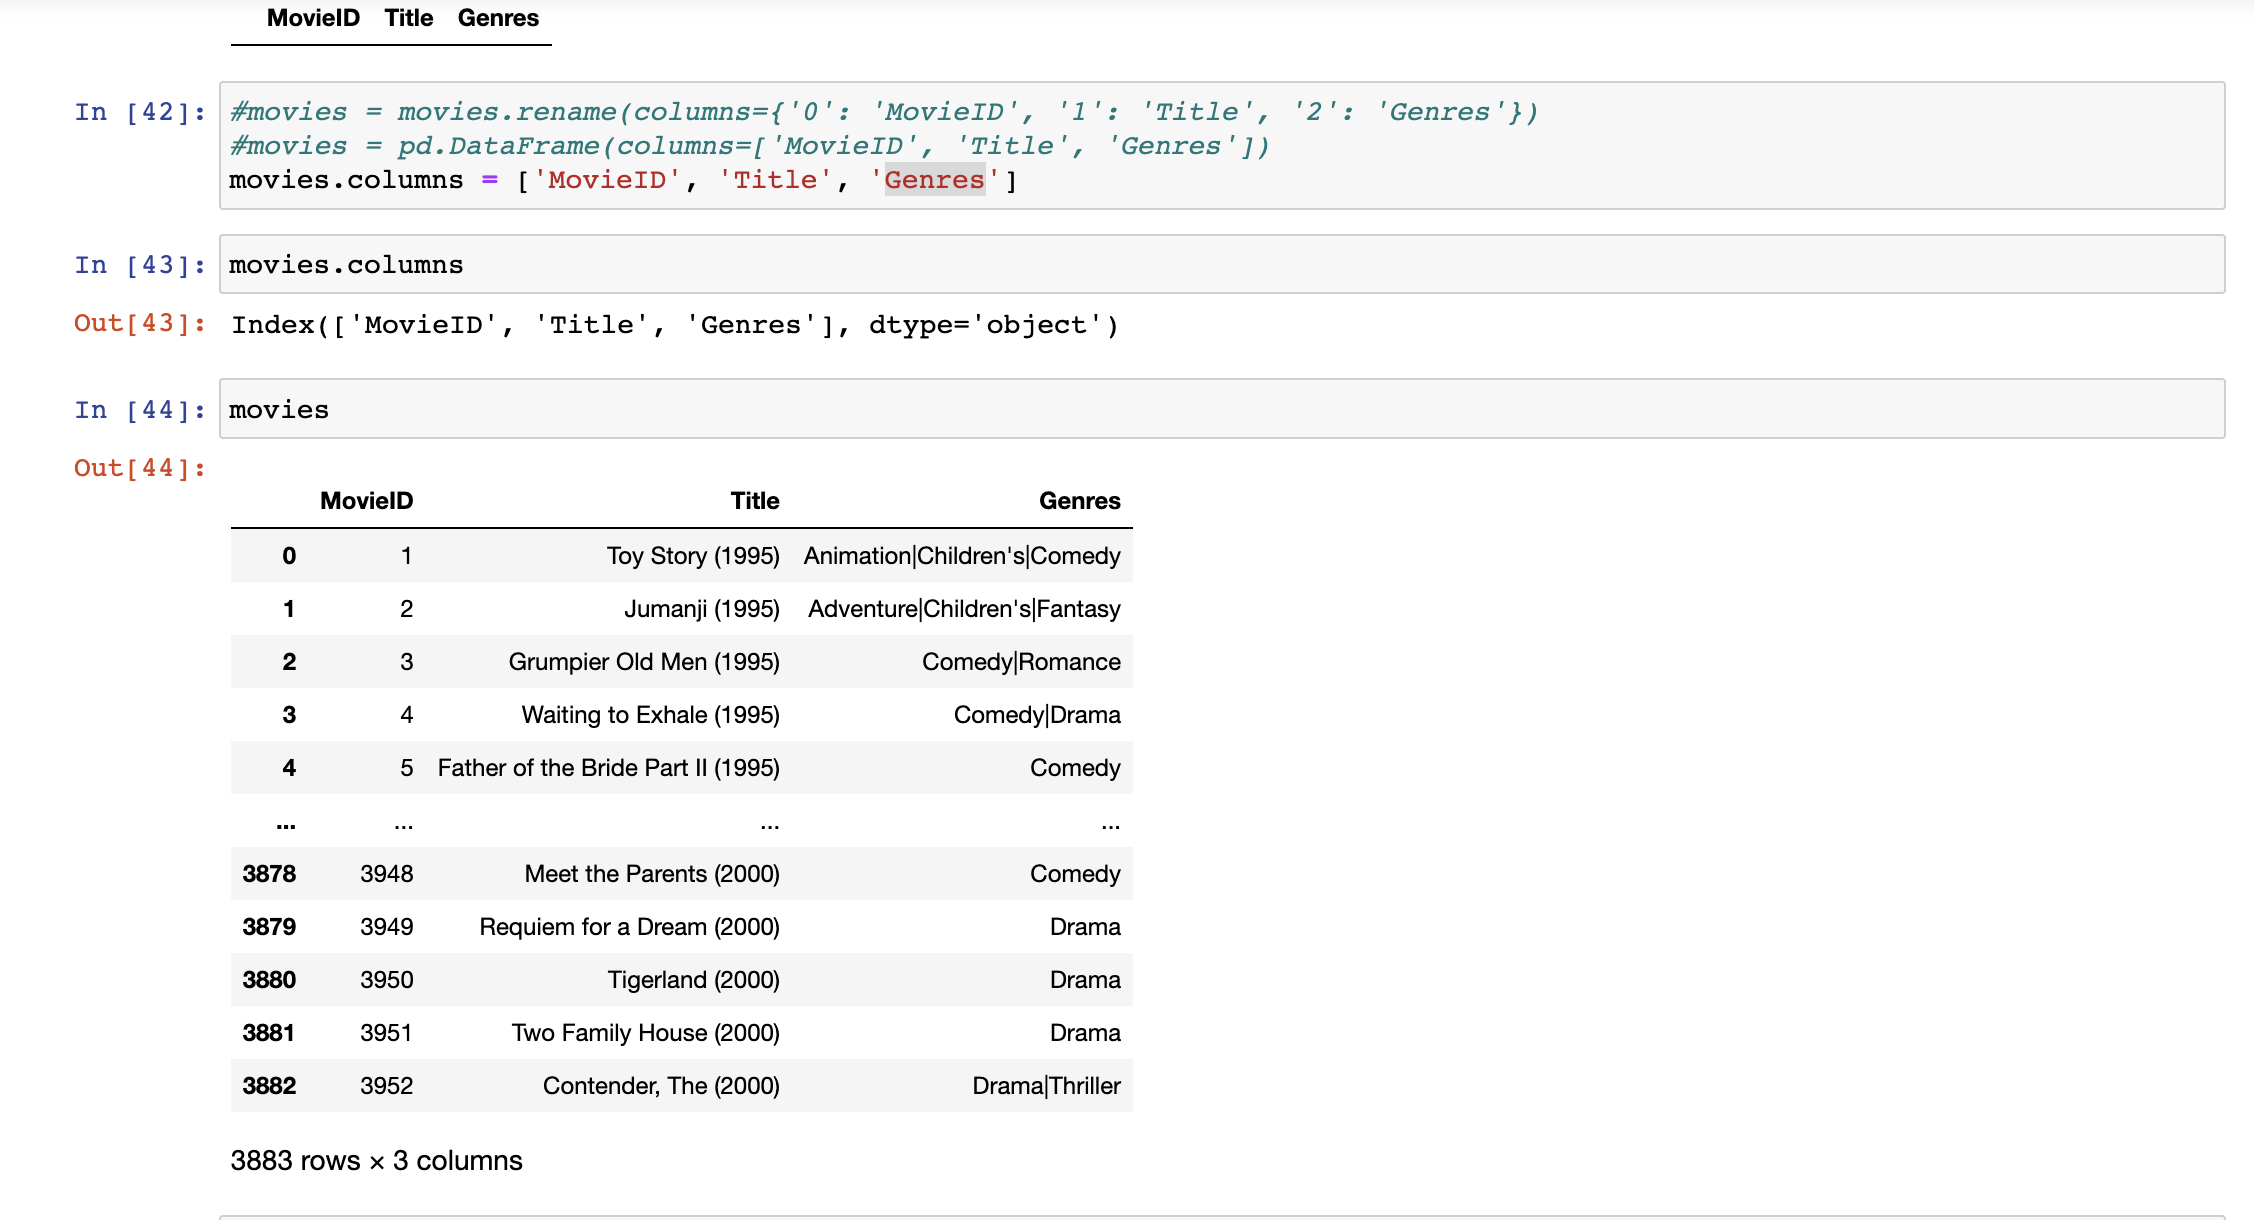 MovieID Title Genres
In [42]: #movies = movies.rename(columns={'0': 'MovieID', '1': 'Title', '2': 'Genres'})
#movies = pd.DataFrame(columns=['MovieID', 'Title', 'Genres'])
movies.columns = ['MovieID', 'Title', 'Genres']
In [43]: movies.columns
Out[43]: Index(['MovieID', 'Title', 'Genres'], dtype='object')
In [44]: movies
Out[44]:
MovieID Title Genres
0 1 Toy Story (1995) Animation|Children's|Comedy
1 2 Jumanji (1995) Adventure|Children's|Fantasy
2 3 Grumpier Old Men (1995) Comedy|Romance
3 4 Waiting to Exhale (1995) Comedy|Drama
4 5 Father of the Bride Part II (1995) Comedy
... ... ... ...
3878 3948 Meet the Parents (2000) Comedy
3879 3949 Requiem for a Dream (2000) Drama
3880 3950 Tigerland (2000) Drama
3881 3951 Two Family House (2000) Drama
3882 3952 Contender, The (2000) Drama|Thriller
3883 rows × 3 columns